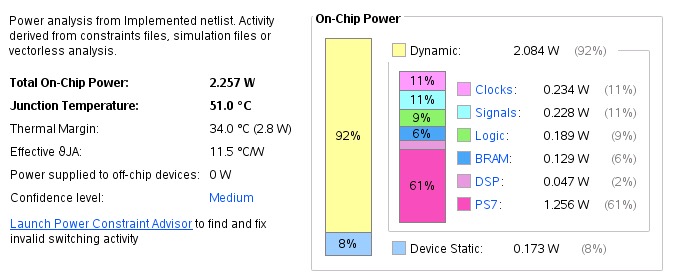 Power analysis from Implemented netlist. Activity
derived from constraints files, simulation files or
vectorless analysis.
Total On-Chip Power: 2.257 W
Junction Temperature: 51.0 °C
Thermal Margin: 34.0 °C (2.8 W)
Effective ϑJA: 11.5 °C/W
Power supplied to off-chip devices: 0 W
Confidence level: Medium
Launch Power Constraint Advisor to find and fix
invalid switching activity
On-Chip Power
92%
8%
Dynamic: 2.084 W (92%)
11%
11%
9%
6%
61%
Clocks: 0.234 W (11%)
Signals: 0.228 W (11%)
Logic: 0.189 W (9%)
BRAM: 0.129 W (6%)
DSP: 0.047 W (2%)
PS7: 1.256 W (61%)
Device Static: 0.173 W (8%)